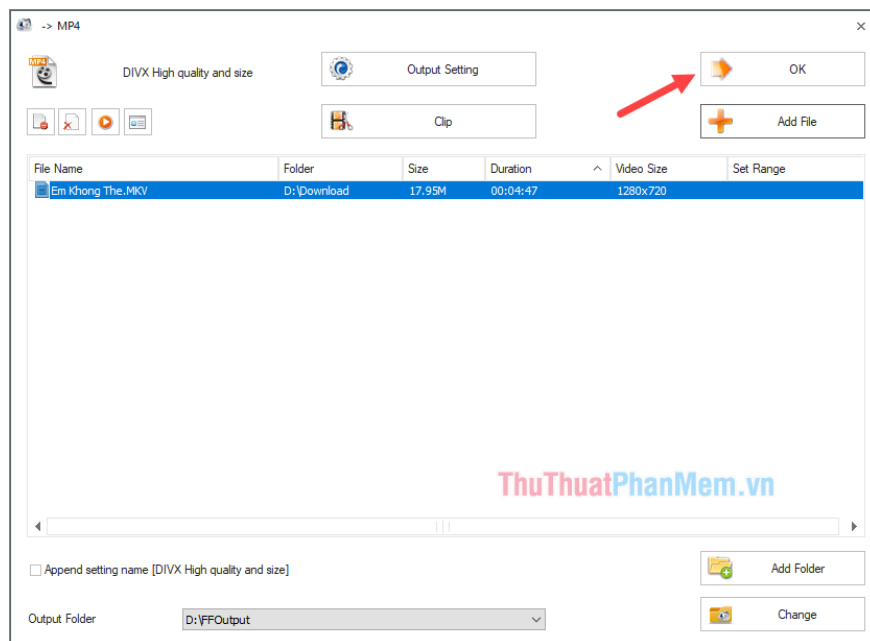 -> MP4
MP4
DIVX High quality and size
Output Setting
OK
Clip
Add File
File Name Folder Size Duration Video Size Set Range
Em Khong The.MKV D:\Download 17.95M 00:04:47 1280x720
ThuThuatPhanMem.vn
Append setting name [DIVX High quality and size]
Add Folder
Output Folder D:\FFOutput
Change